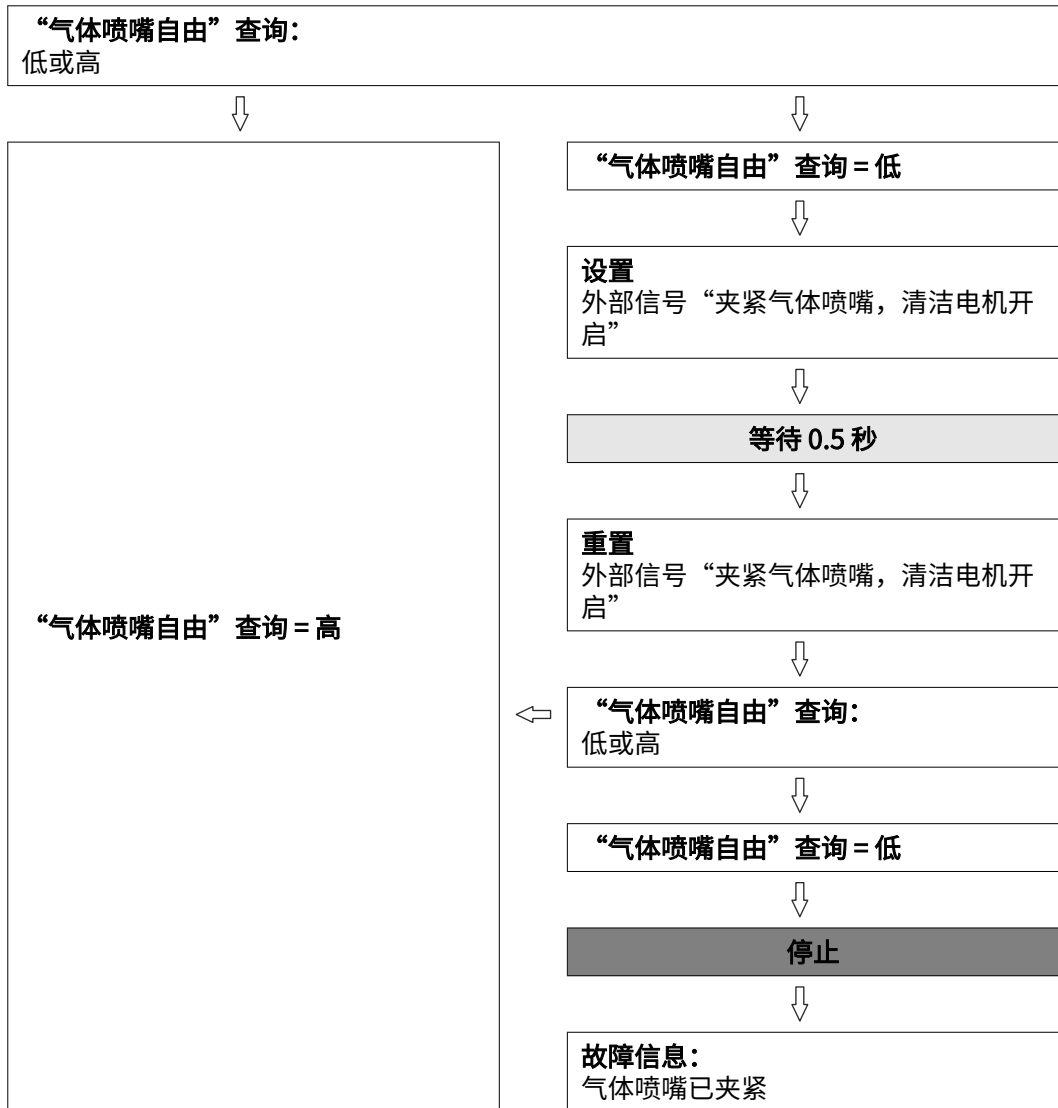 “气体喷嘴自由”查询：
低或高
“气体喷嘴自由”查询 = 低
设置
外部信号“夹紧气体喷嘴，清洁电机开
启”
等待 0.5 秒
重置
外部信号“夹紧气体喷嘴，清洁电机开
启”
“气体喷嘴自由”查询 = 高
“气体喷嘴自由”查询：
低或高
“气体喷嘴自由”查询 = 低
停止
故障信息：
气体喷嘴已夹紧